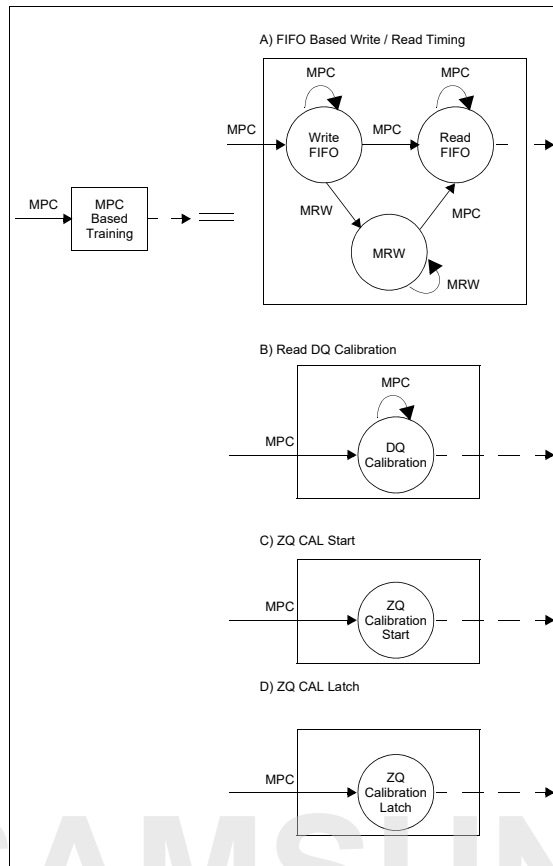 A) FIFO Based Write / Read Timing
MPC
MPC
MPC
Write
FIFO
MPC
Read
FIFO
MPC
MPC
Based
Training
MRW
MPC
MRW
MRW
B) Read DQ Calibration
MPC
MPC
DQ
Calibration
C) ZQ CAL Start
MPC
ZQ
Calibration
Start
D) ZQ CAL Latch
MPC
ZQ
Calibration
Latch
SAMSUN